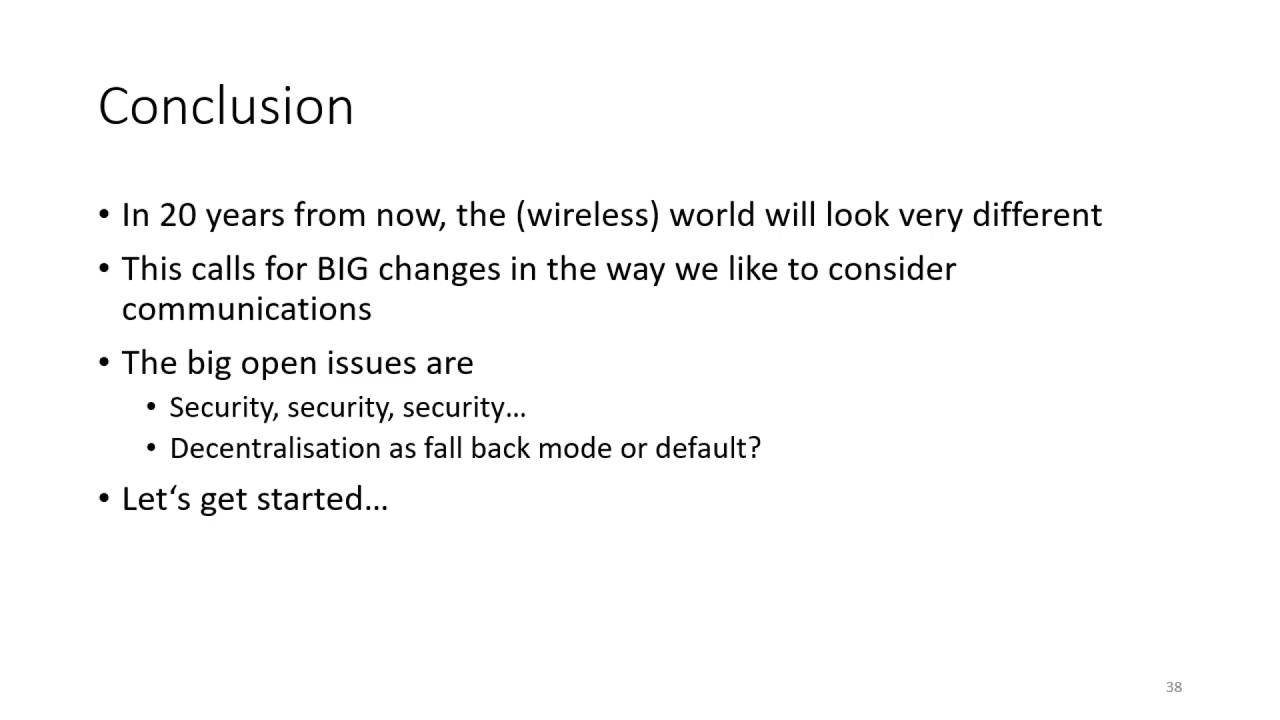 Conclusion
• In 20 years from now, the (wireless) world will look very different
• This calls for BIG changes in the way we like to consider
communications
• The big open issues are
• Security, security, security…
• Decentralisation as fall back mode or default?
• Let‘s get started…
38